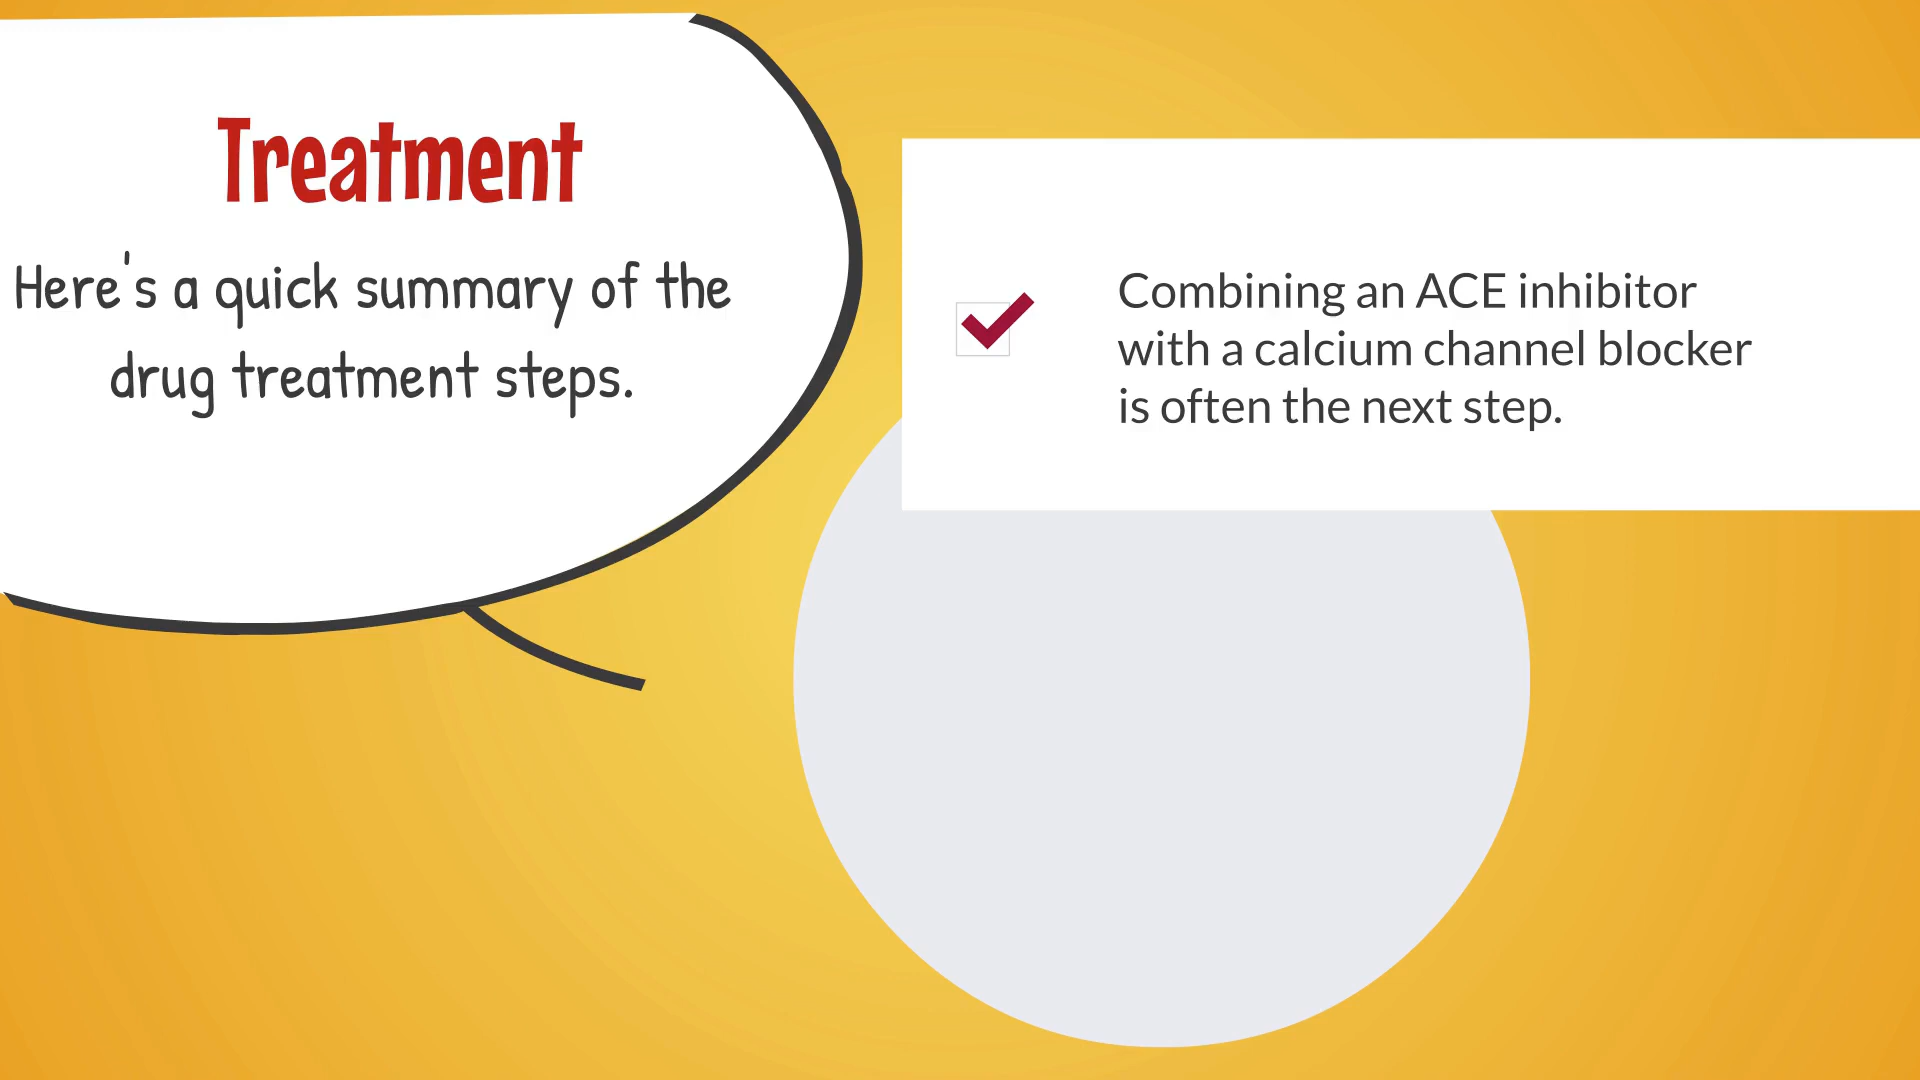 Treatment
Here's a quick summary of the
drug treatment steps.
Combining an ACE inhibitor
with a calcium channel blocker
is often the next step.